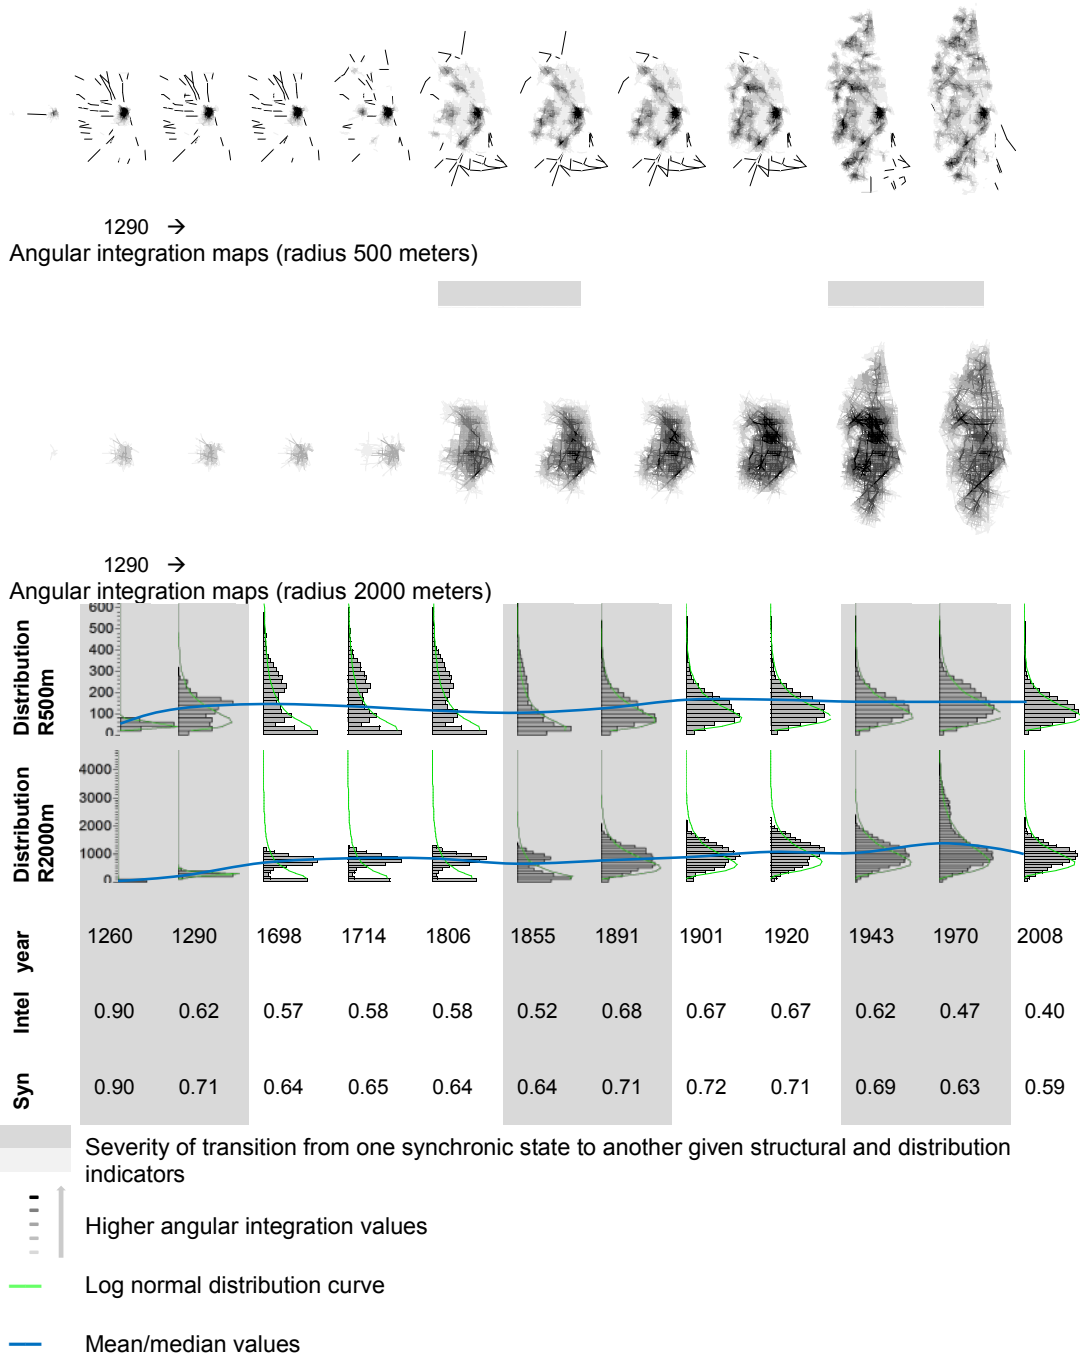 1290 →
Angular integration maps (radius 500 meters)
1290 →
Angular integration maps (radius 2000 meters)
Distribution
R500m
600
500
400
300
200
100
0
Distribution
R2000m
4000
3000
2000
1000
0
year 1260 1290 1698 1714 1806 1855 1891 1901 1920 1943 1970 2008
Intel 0.90 0.62 0.57 0.58 0.58 0.52 0.68 0.67 0.67 0.62 0.47 0.40
Syn 0.90 0.71 0.64 0.65 0.64 0.64 0.71 0.72 0.71 0.69 0.63 0.59
Severity of transition from one synchronic state to another given structural and distribution
indicators
Higher angular integration values
Log normal distribution curve
Mean/median values